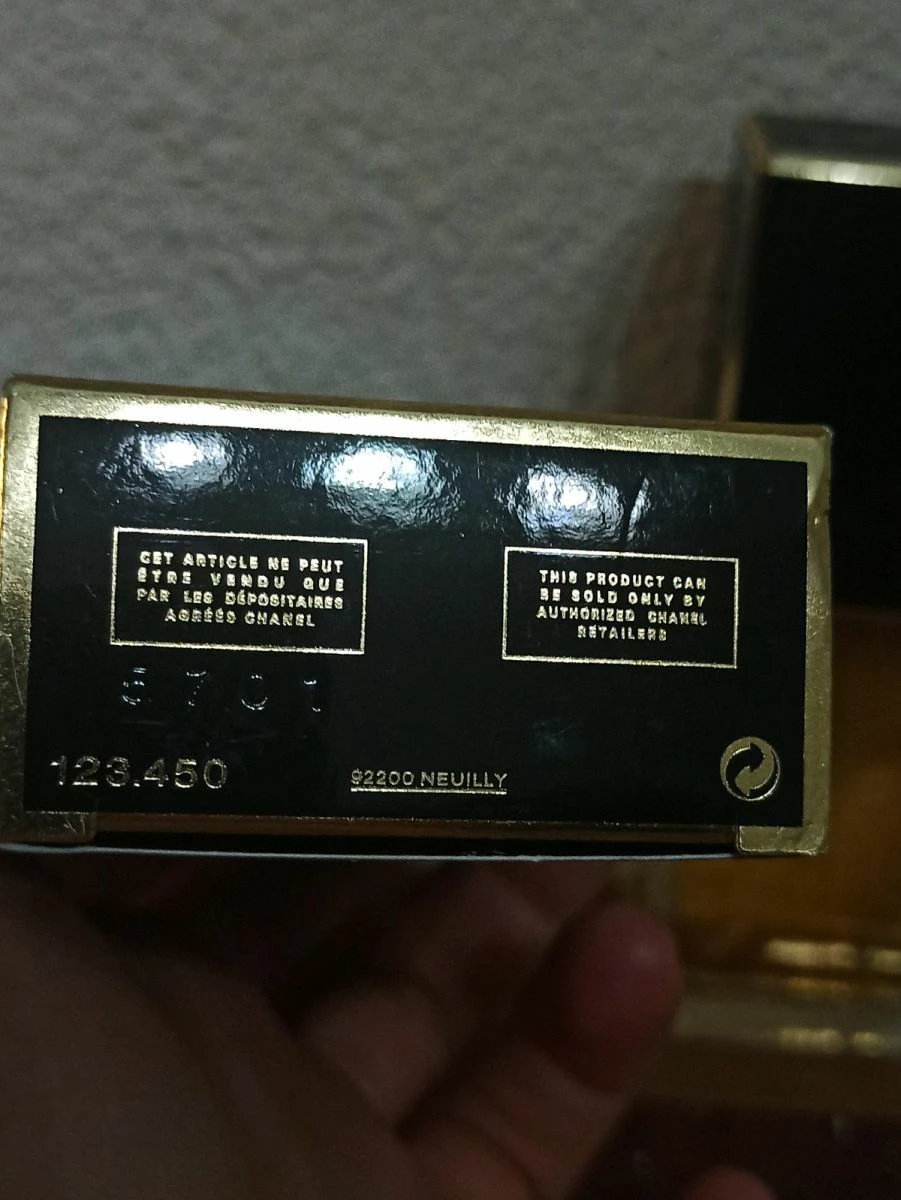 CET ARTICLE NE PEUT
ÊTRE VENDU QUE
PAR LES DÉPOSITAIRES
AGRÉÉS CHANEL
THIS PRODUCT CAN
BE SOLD ONLY BY
AUTHORIZED CHANEL
RETAILERS
5701
123.450
92200 NEUILLY